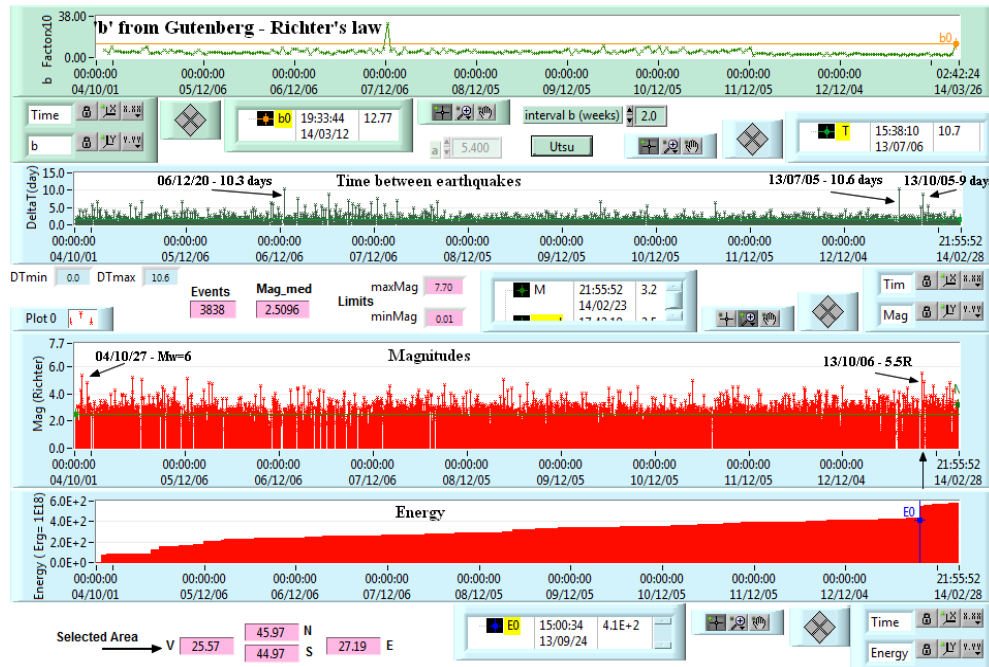 'b' from Gutenberg - Richter's law
b Factorx10
38.00
0.00
b0
00:00:00 00:00:00 00:00:00 00:00:00 00:00:00 00:00:00 00:00:00 00:00:00 02:42:24
04/10/01 05/12/06 06/12/06 07/12/06 08/12/05 09/12/05 10/12/05 11/12/05 14/03/26
Time X.XX
b Y.YY
b0 19:33:44 12.77
14/03/12
a 5.400
interval b (weeks) 2.0
Utsu
T 15:38:10 10.7
13/07/06
06/12/20 - 10.3 days
Time between earthquakes
13/07/05 - 10.6 days
13/10/05-9 day
DeltaT(day)
15.0
10.0
5.0
0.0
00:00:00 00:00:00 00:00:00 00:00:00 00:00:00 00:00:00 00:00:00 00:00:00 00:00:00 21:55:52
04/10/01 05/12/06 06/12/06 07/12/06 08/12/05 09/12/05 10/12/05 11/12/05 12/12/04 14/02/28
DTmin 0.0 DTmax 10.6
Events
3838
Mag_med
2.5096
Limits
maxMag 7.70
minMag 0.01
M 21:55:52 3.2
14/02/23
Tim X.XX
Mag Y.YY
Plot 0
04/10/27 - Mw=6
Magnitudes
13/10/06 - 5.5R
Mag (Richter)
7.7
6.0
4.0
2.0
0.0
00:00:00 00:00:00 00:00:00 00:00:00 00:00:00 00:00:00 00:00:00 00:00:00 00:00:00 21:55:52
04/10/01 05/12/06 06/12/06 07/12/06 08/12/05 09/12/05 10/12/05 11/12/05 12/12/04 14/02/28
Energy
E0
Energy ( Erg= 1E18)
6.0E+2
4.0E+2
2.0E+2
0.0E+0
00:00:00 00:00:00 00:00:00 00:00:00 00:00:00 00:00:00 00:00:00 00:00:00 00:00:00 21:55:52
04/10/01 05/12/06 06/12/06 07/12/06 08/12/05 09/12/05 10/12/05 11/12/05 12/12/04 14/02/28
Selected Area
V 25.57
45.97 N
44.97 S
27.19 E
E0 15:00:34 4.1E+2
13/09/24
Time X.XX
Energy Y.YY